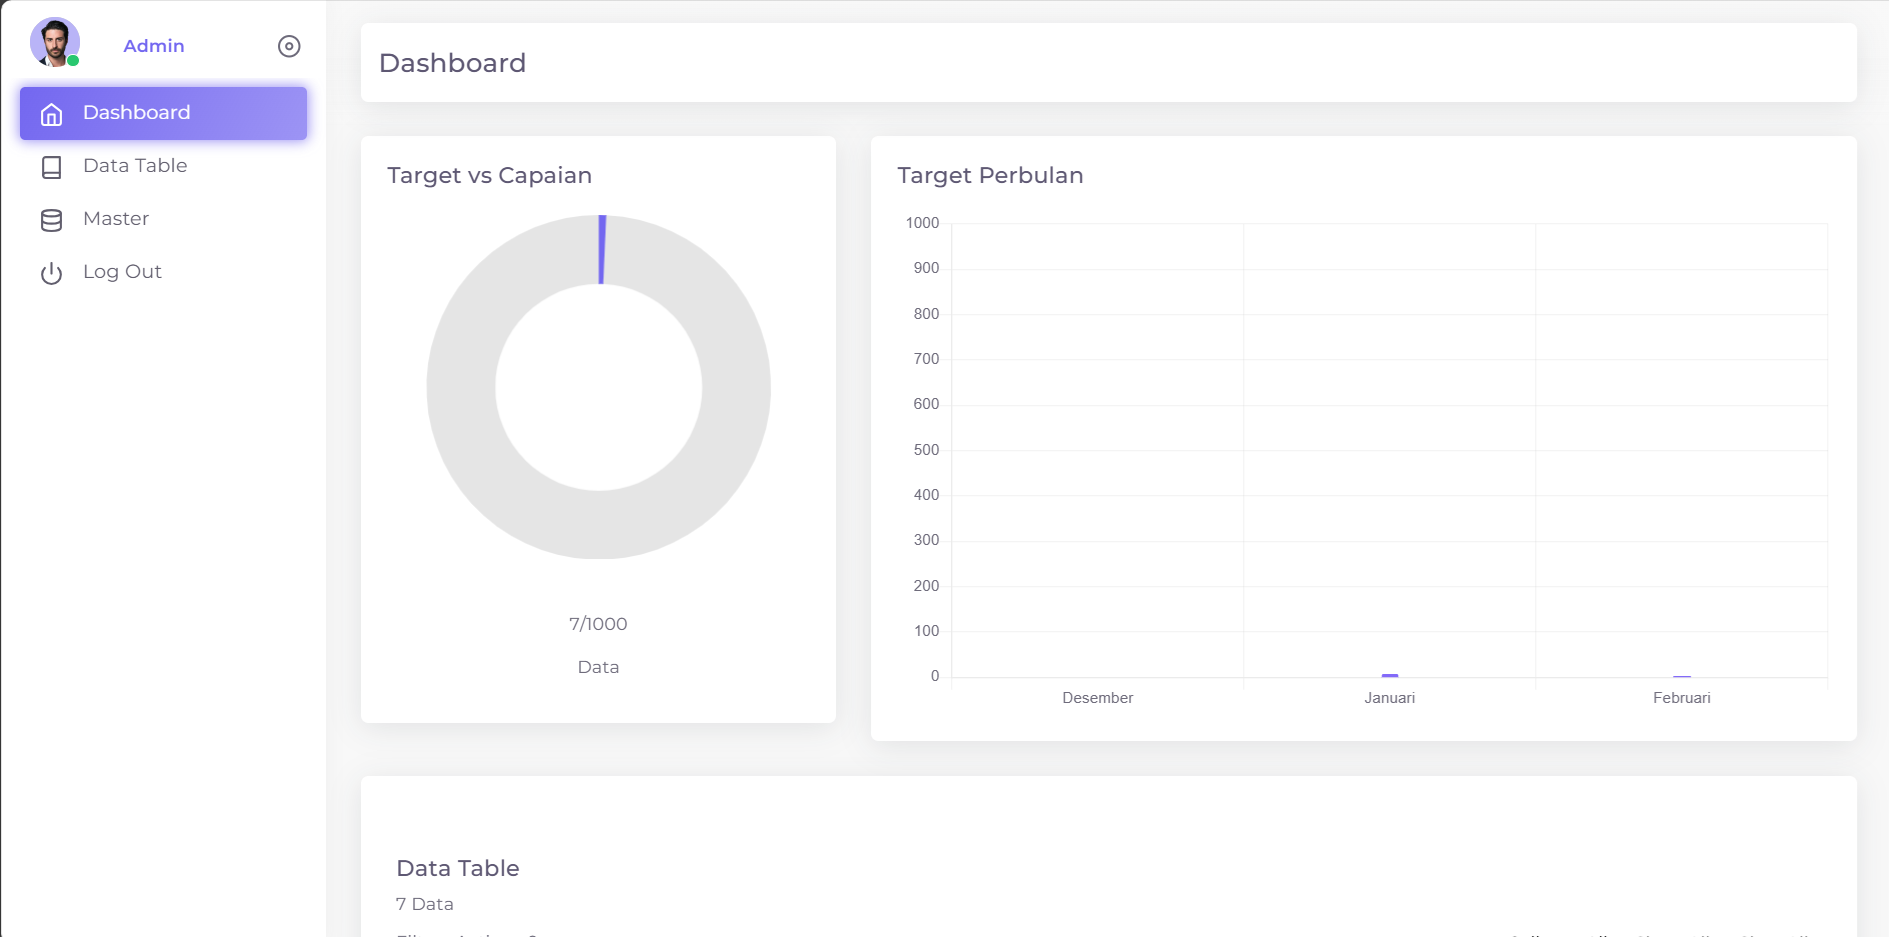 Admin
Dashboard
Data Table
Master
Log Out
Dashboard
Target vs Capaian
7/1000
Data
Target Perbulan
1000
900
800
700
600
500
400
300
200
100
0
Desember Januari Februari
Data Table
7 Data